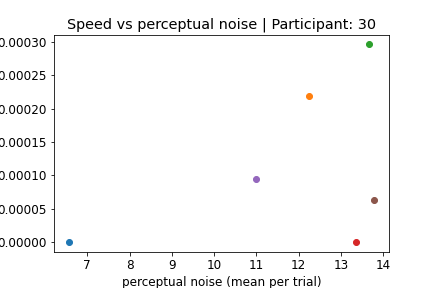 Speed vs perceptual noise | Participant: 30
0.00030
0.00025
0.00020
0.00015
0.00010
0.00005
0.00000
7 8 9 10 11 12 13 14
perceptual noise (mean per trial)